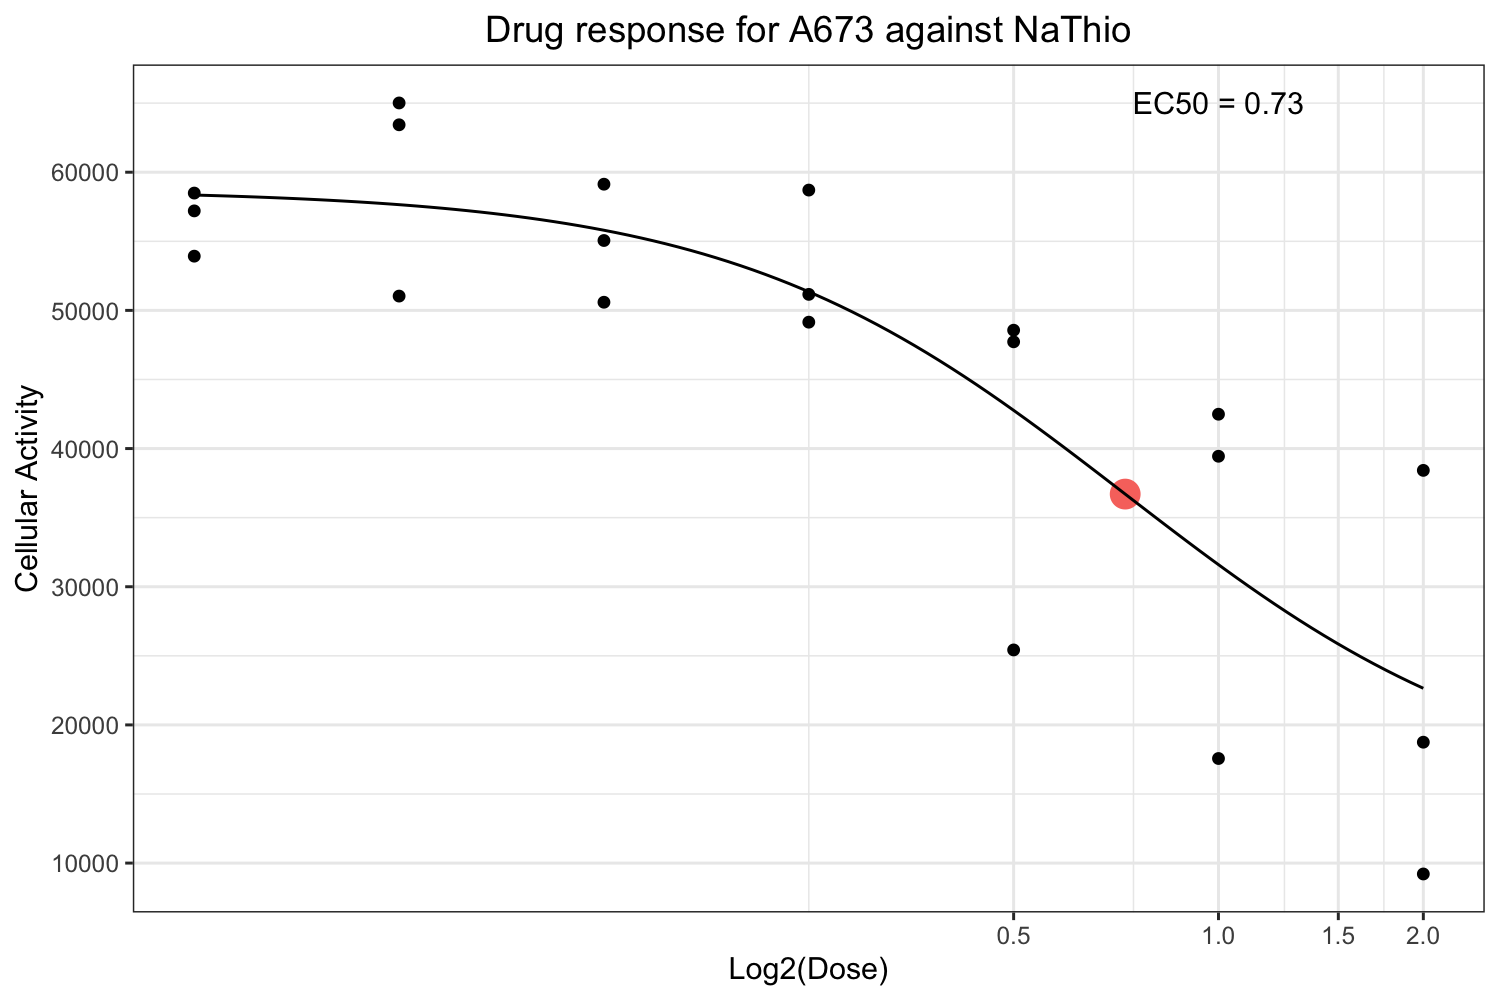 Drug response for A673 against NaThio
EC50 = 0.73
60000
50000
40000
30000
20000
10000
Cellular Activity
0.5 1.0 1.5 2.0
Log2(Dose)